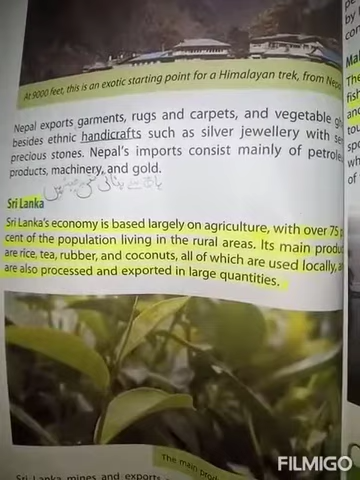 At 9000 feet, this is an exotic starting point for a Himalayan trek, from Nepal
Nepal exports garments, rugs and carpets, and vegetable
besides ethnic handicrafts such as silver jewellery with
precious stones. Nepal's imports consist mainly of
products, machinery, and gold.
Sri Lanka
Sri Lanka's economy is based largely on agriculture, with over 75
cent of the population living in the rural areas. Its main
are rice, tea, rubber, and coconuts, all of which are used locally,
are also processed and exported in large quantities.
The main
Sri Lanka mines and exports
FILMIGO